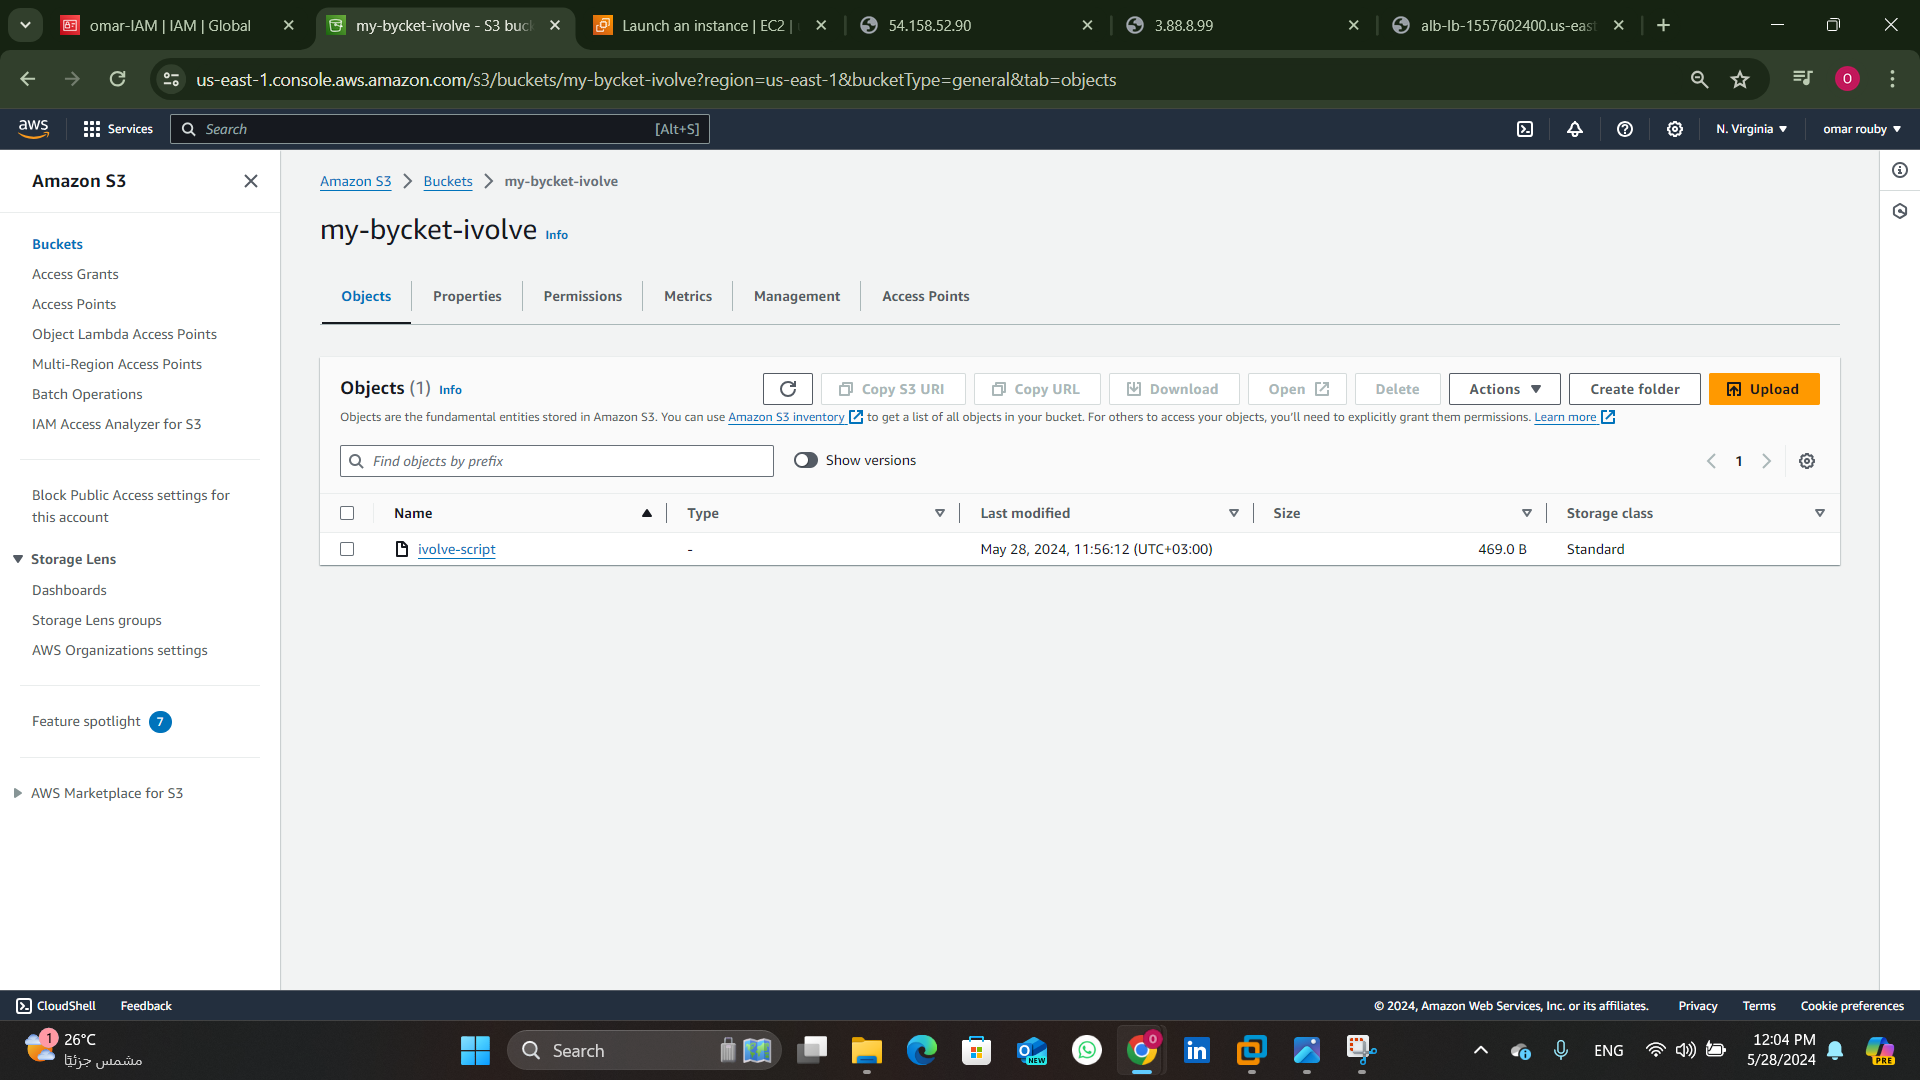 omar-IAM | IAM | Global
my-bycket-ivolve - S3 buc
Launch an instance | EC2 |
54.158.52.90
3.88.8.99
alb-lb-1557602400.us-east
us-east-1.console.aws.amazon.com/s3/buckets/my-bycket-ivolve?region=us-east-1&bucketType=general&tab=objects
O
aws
Services
Search
[Alt+S]
N. Virginia
omar rouby
Amazon S3
Buckets
Access Grants
Access Points
Object Lambda Access Points
Multi-Region Access Points
Batch Operations
IAM Access Analyzer for S3
Block Public Access settings for
this account
Storage Lens
Dashboards
Storage Lens groups
AWS Organizations settings
Feature spotlight 7
AWS Marketplace for S3
Amazon S3 > Buckets > my-bycket-ivolve
my-bycket-ivolve Info
Objects
Properties
Permissions
Metrics
Management
Access Points
Objects (1) Info
Copy S3 URI
Copy URL
Download
Open
Delete
Actions
Create folder
Upload
Objects are the fundamental entities stored in Amazon S3. You can use Amazon S3 inventory to get a list of all objects in your bucket. For others to access your objects, you'll need to explicitly grant them permissions. Learn more
Find objects by prefix
Show versions
1
Name
Type
Last modified
Size
Storage class
ivolve-script
-
May 28, 2024, 11:56:12 (UTC+03:00)
469.0 B
Standard
CloudShell
Feedback
© 2024, Amazon Web Services, Inc. or its affiliates.
Privacy
Terms
Cookie preferences
1
26°C
مشمس جزئيًا
Search
NEW
O
ENG
12:04 PM
5/28/2024
PRE